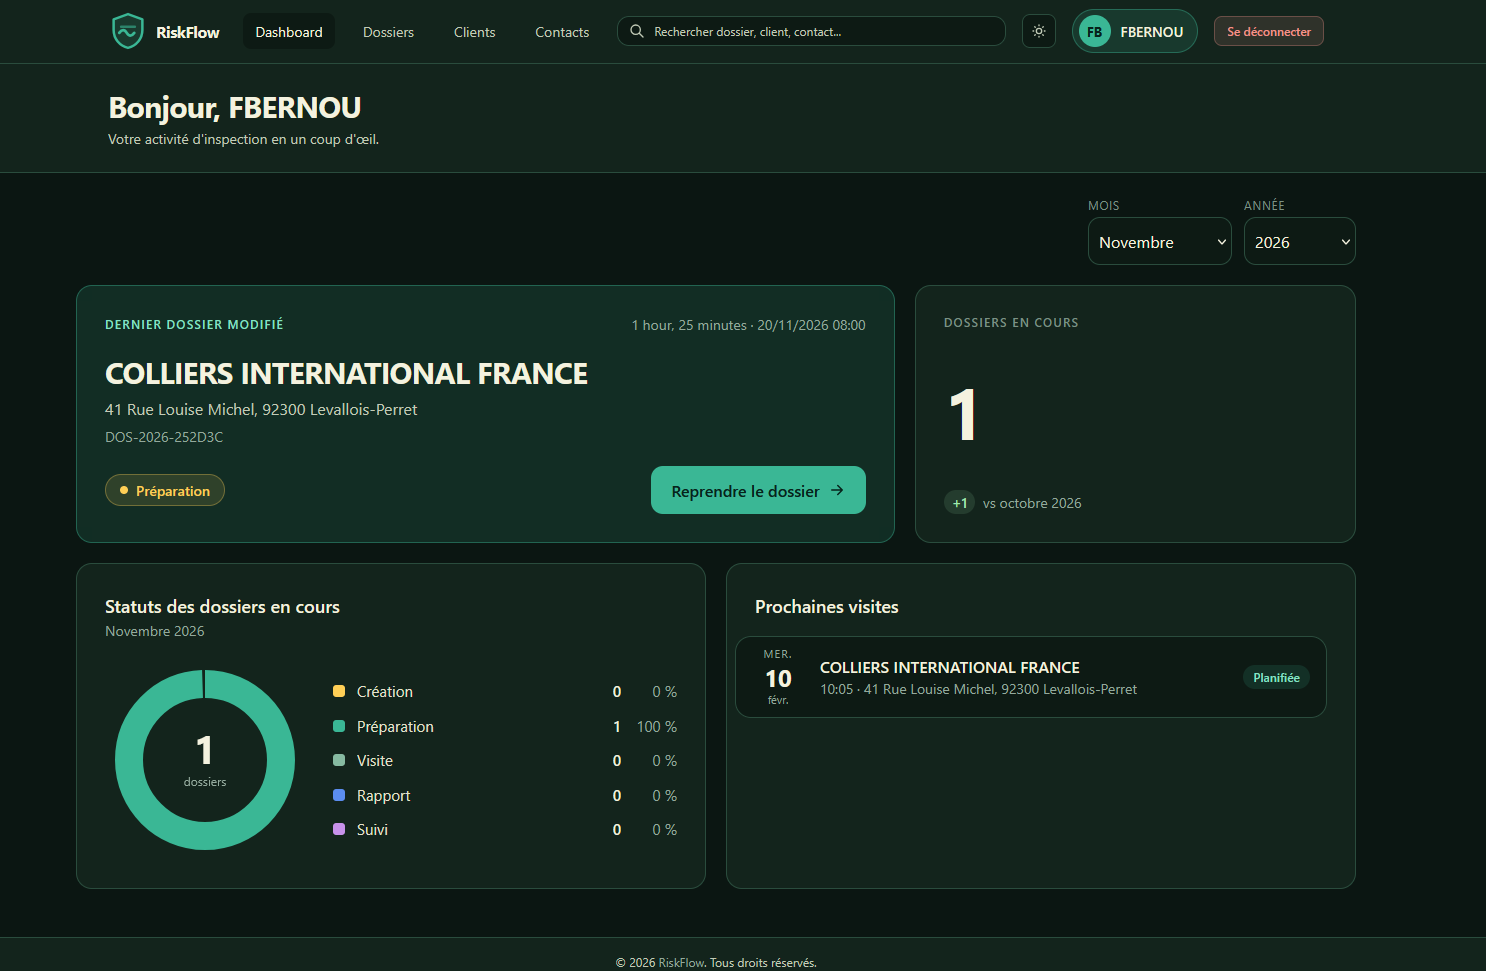 RiskFlow Dashboard Dossiers Clients Contacts Rechercher dossier, client, contact... FB FBERNOU Se déconnecter
Bonjour, FBERNOU
Votre activité d'inspection en un coup d'œil.
MOIS ANNÉE
Novembre 2026
DERNIER DOSSIER MODIFIÉ 1 hour, 25 minutes · 20/11/2026 08:00
COLLIERS INTERNATIONAL FRANCE
41 Rue Louise Michel, 92300 Levallois-Perret
DOS-2026-252D3C
Préparation Reprendre le dossier →
DOSSIERS EN COURS
1
+1 vs octobre 2026
Statuts des dossiers en cours
Novembre 2026
1
dossiers
Création 0 0 %
Préparation 1 100 %
Visite 0 0 %
Rapport 0 0 %
Suivi 0 0 %
Prochaines visites
MER.
10
févr.
COLLIERS INTERNATIONAL FRANCE
10:05 · 41 Rue Louise Michel, 92300 Levallois-Perret
Planifiée
© 2026 RiskFlow. Tous droits réservés.